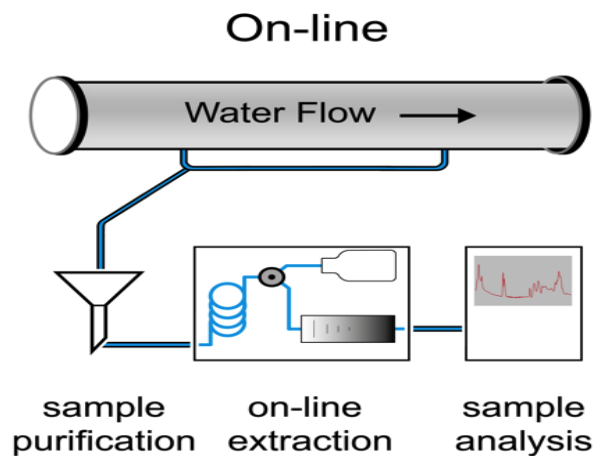 On-line
Water Flow
sample
purification
on-line
extraction
sample
analysis